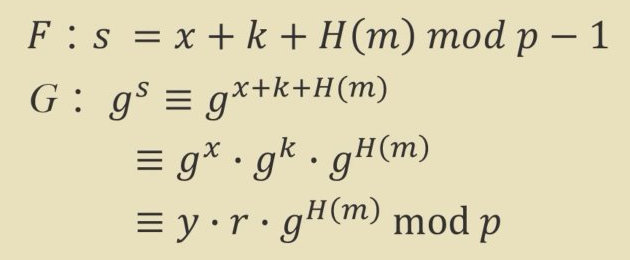 F : s = x + k + H(m) mod p − 1
G : g^s ≡ g^{x+k+H(m)}
≡ g^x · g^k · g^{H(m)}
≡ y · r · g^{H(m)} mod p